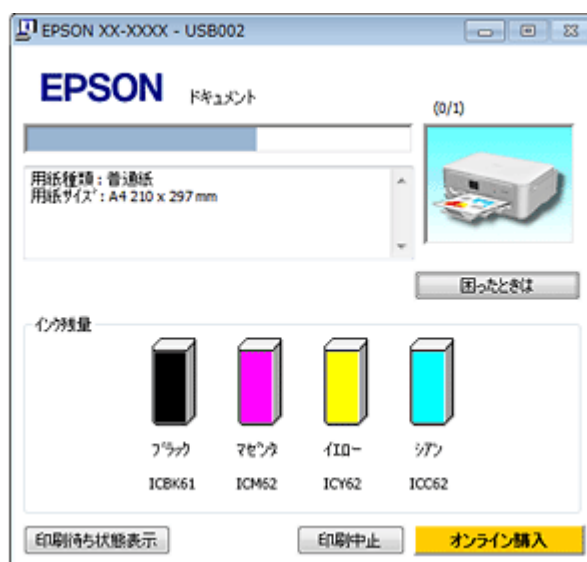 EPSON XX-XXXX - USB002
EPSON ドキュメント
(0/1)
用紙種類 : 普通紙
用紙サイズ : A4 210 x 297 mm
困ったときは
インク残量
ブラック マゼンタ イエロー シアン
ICBK61 ICM62 ICY62 ICC62
印刷待ち状態表示 印刷中止 オンライン購入